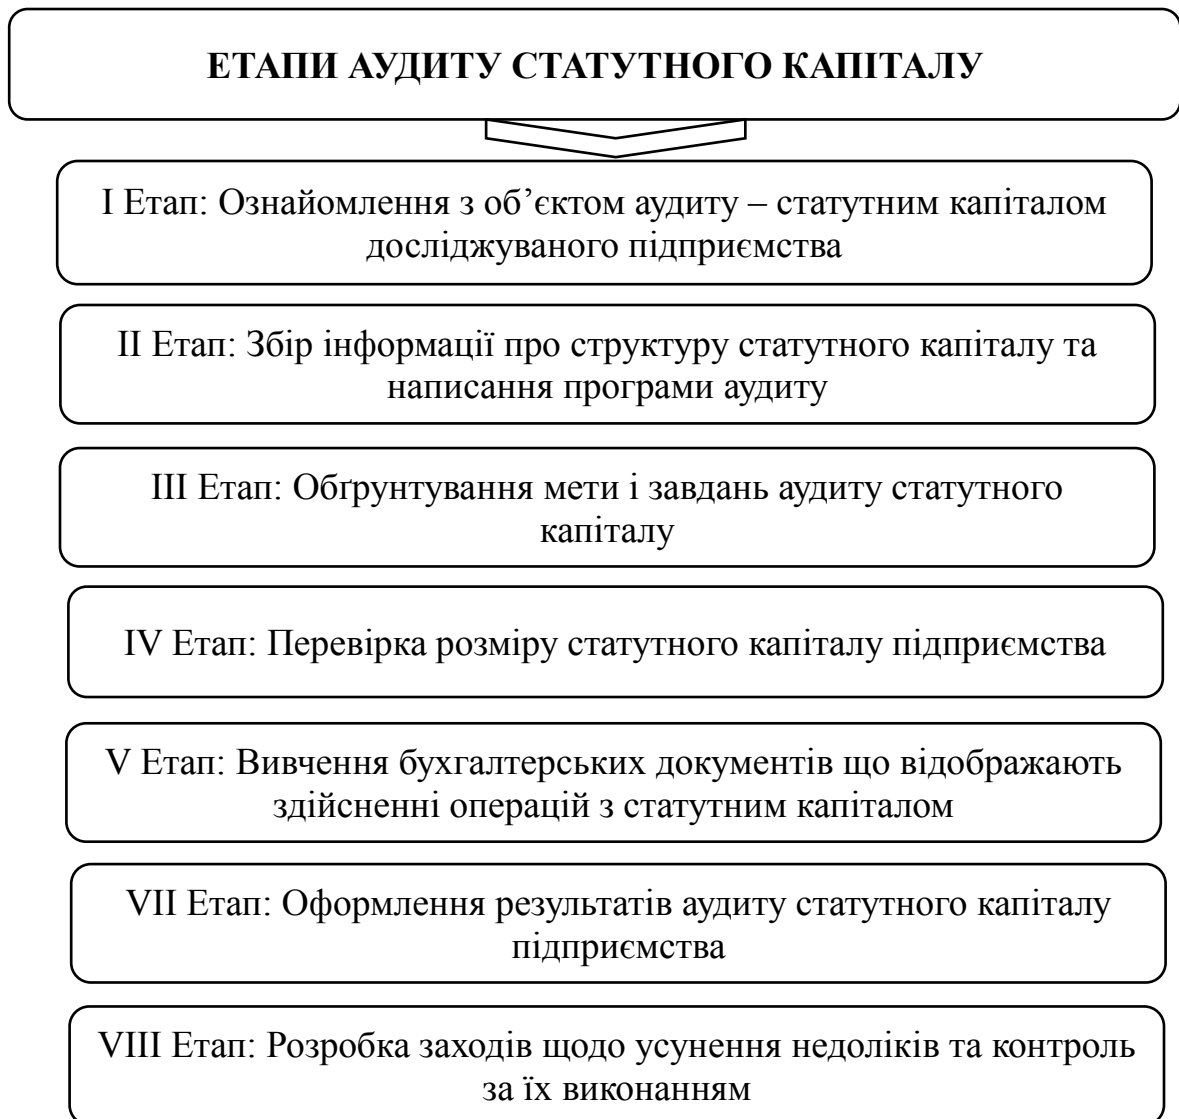 ЕТАПИ АУДИТУ СТАТУТНОГО КАПІТАЛУ
І Етап: Ознайомлення з об’єктом аудиту – статутним капіталом
досліджуваного підприємства
ІІ Етап: Збір інформації про структуру статутного капіталу та
написання програми аудиту
ІІІ Етап: Обґрунтування мети і завдань аудиту статутного
капіталу
IV Етап: Перевірка розміру статутного капіталу підприємства
V Етап: Вивчення бухгалтерських документів що відображають
здійсненні операцій з статутним капіталом
VII Етап: Оформлення результатів аудиту статутного капіталу
підприємства
VIII Етап: Розробка заходів щодо усунення недоліків та контроль
за їх виконанням